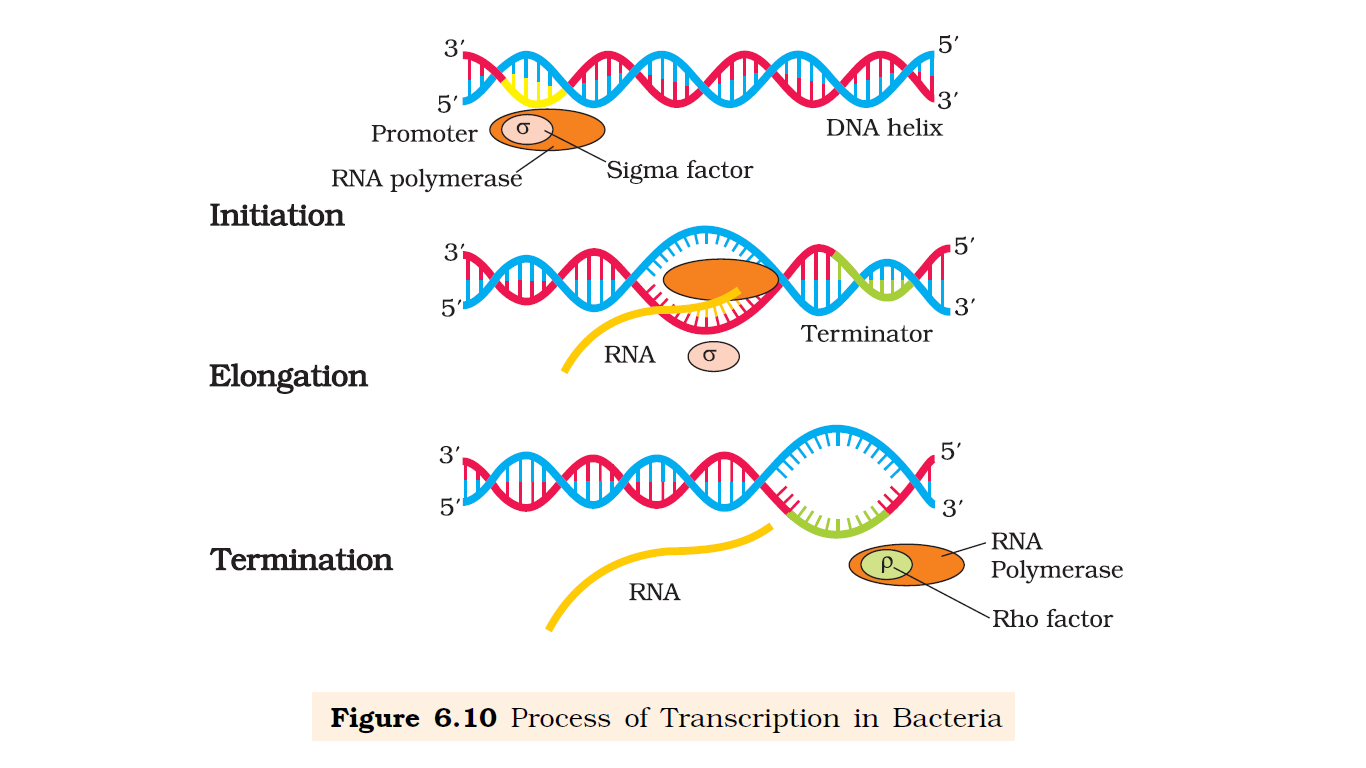 3′
5′
5′
3′
Promoter
σ
DNA helix
RNA polymerase
Sigma factor
Initiation
3′
5′
5′
3′
Terminator
RNA
σ
Elongation
3′
5′
5′
3′
Termination
RNA
ρ
RNA
Polymerase
Rho factor
Figure 6.10 Process of Transcription in Bacteria